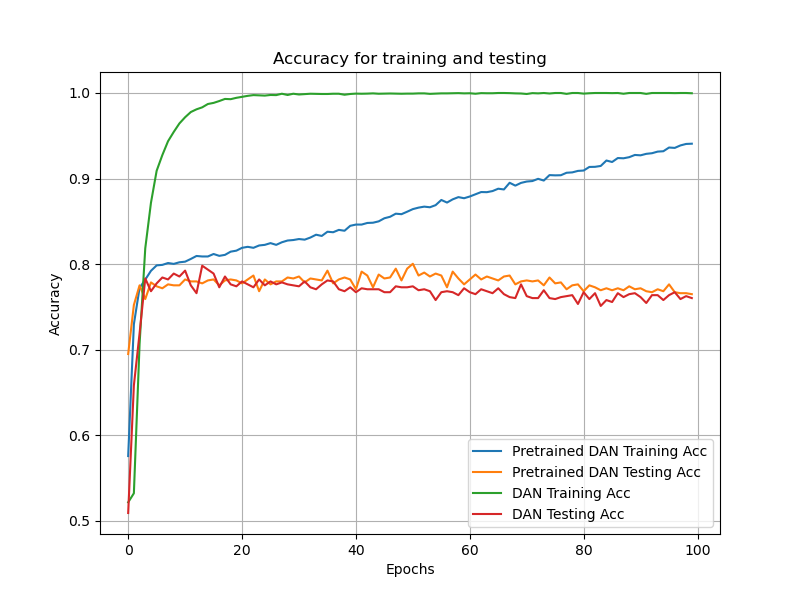 Accuracy for training and testing
Accuracy
1.0
0.9
0.8
0.7
0.6
0.5
Pretrained DAN Training Acc
Pretrained DAN Testing Acc
DAN Training Acc
DAN Testing Acc
0 20 40 60 80 100
Epochs